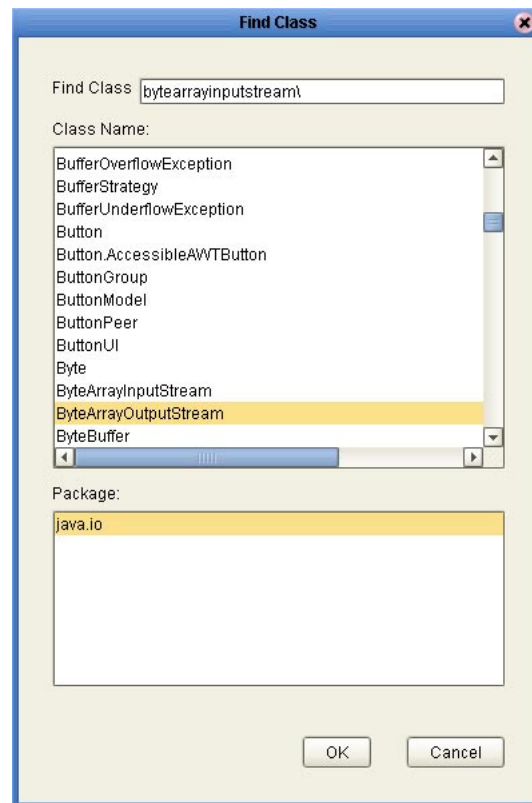 Find Class
Find Class bytearrayinputstream\
Class Name:
BufferOverflowException
BufferStrategy
BufferUnderflowException
Button
Button.AccessibleAWTButton
ButtonGroup
ButtonModel
ButtonPeer
ButtonUI
Byte
ByteArrayInputStream
ByteArrayOutputStream
ByteBuffer
Package:
java.io
OK Cancel